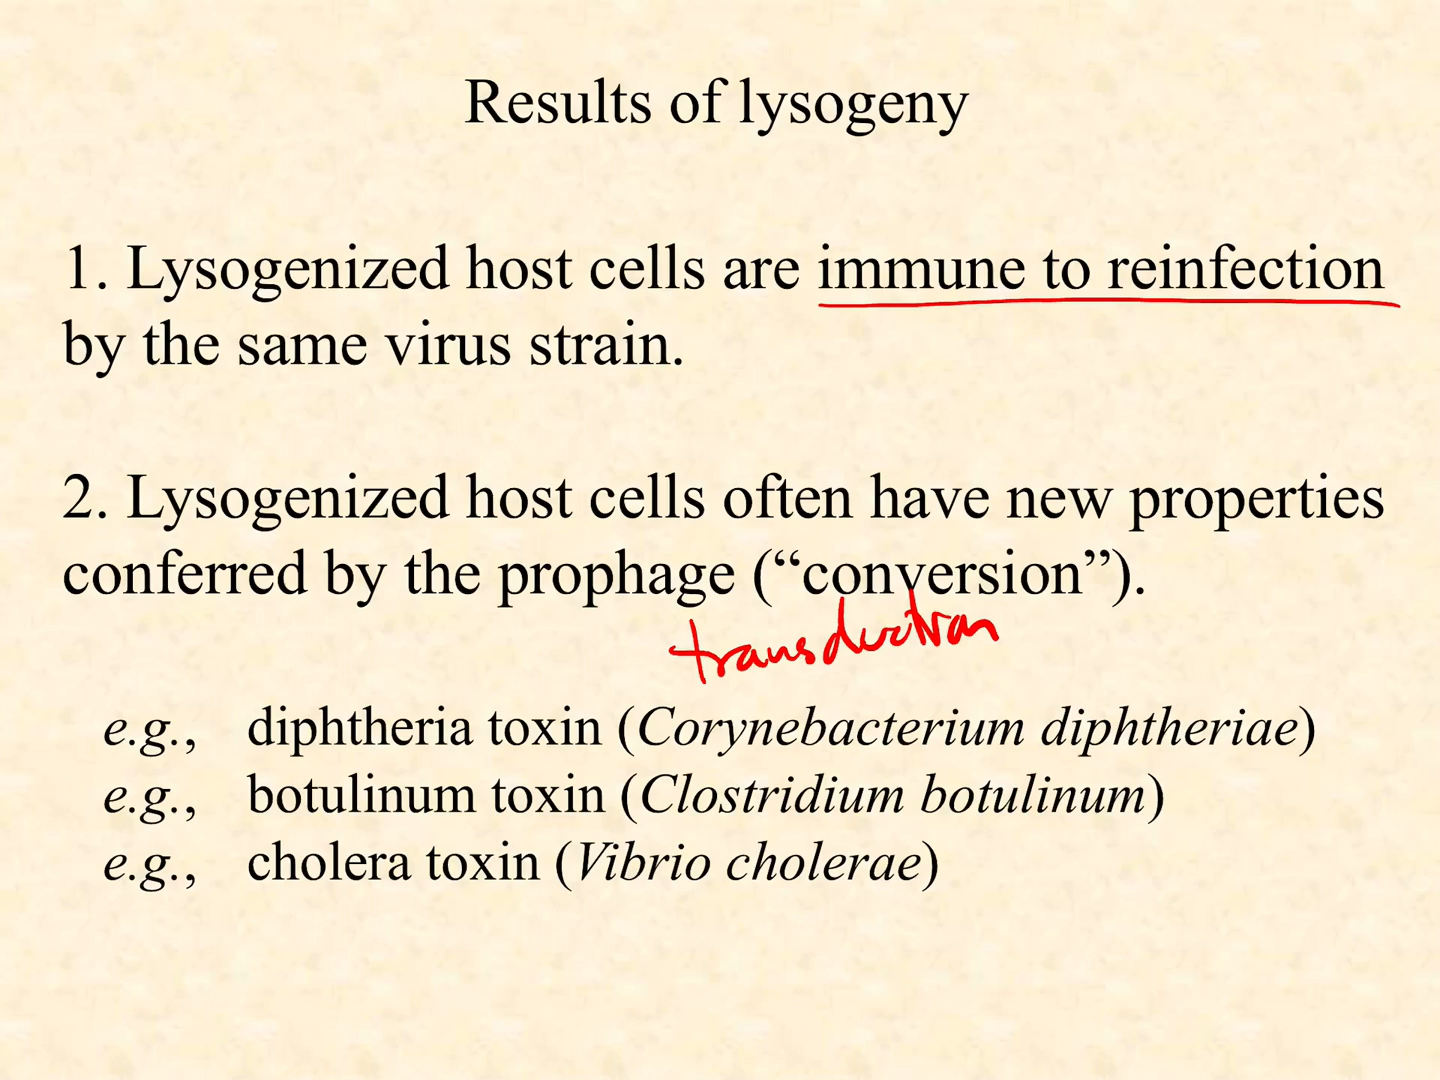 Results of lysogeny
1. Lysogenized host cells are immune to reinfection
by the same virus strain.
2. Lysogenized host cells often have new properties
conferred by the prophage (“conversion”).
transduction
e.g., diphtheria toxin (Corynebacterium diphtheriae)
e.g., botulinum toxin (Clostridium botulinum)
e.g., cholera toxin (Vibrio cholerae)